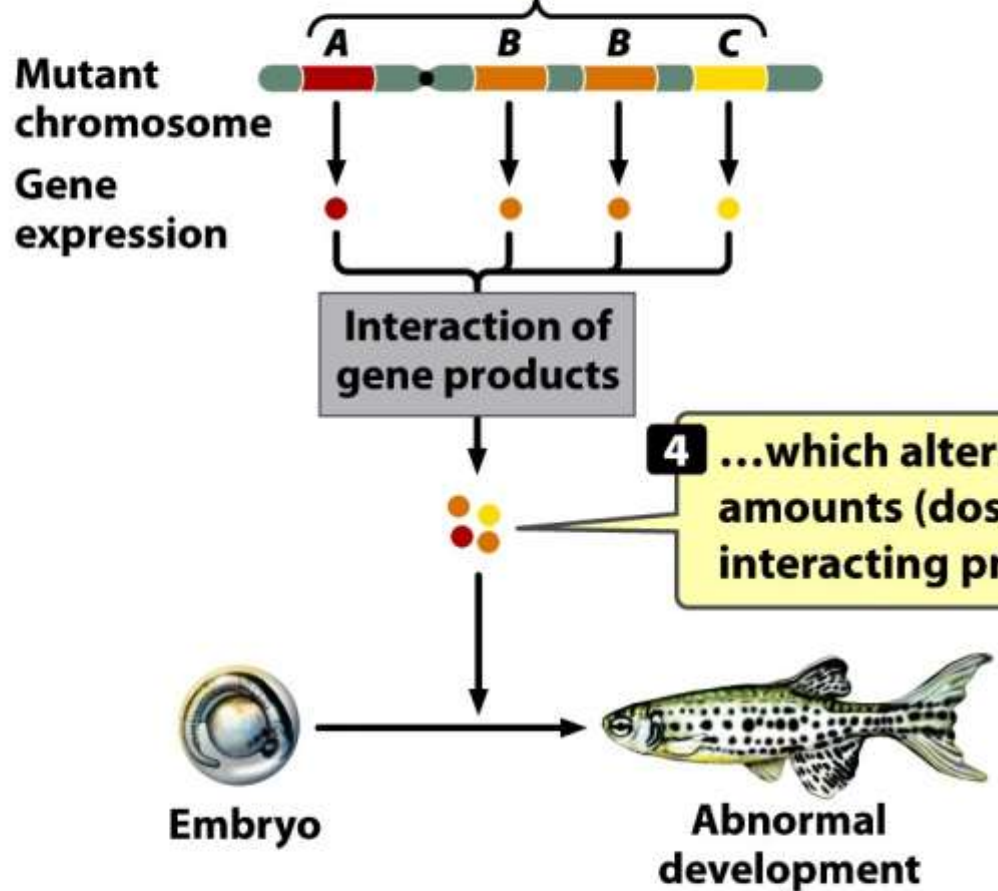 A B B C
Mutant
chromosome
Gene
expression
Interaction of
gene products
4 ...which alter
amounts (dos
interacting pr
Embryo
Abnormal
development